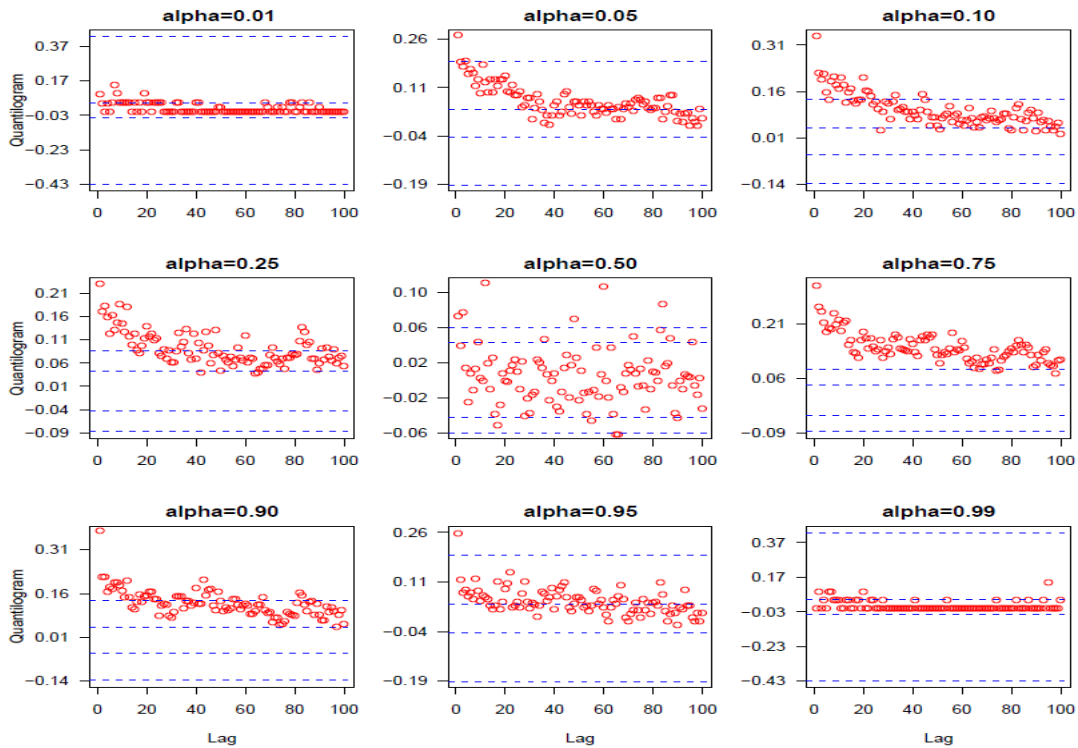 alpha=0.01
alpha=0.05
alpha=0.10
Quantilogram
0.37
0.17
−0.03
−0.23
−0.43
0 20 40 60 80 100
0.26
0.11
−0.04
−0.19
0 20 40 60 80 100
0.31
0.16
0.01
−0.14
0 20 40 60 80 100
alpha=0.25
alpha=0.50
alpha=0.75
Quantilogram
0.21
0.16
0.11
0.06
0.01
−0.04
−0.09
0 20 40 60 80 100
0.10
0.06
0.02
−0.02
−0.06
0 20 40 60 80 100
0.21
0.06
−0.09
0 20 40 60 80 100
alpha=0.90
alpha=0.95
alpha=0.99
Quantilogram
0.31
0.16
0.01
−0.14
0 20 40 60 80 100
Lag
0.26
0.11
−0.04
−0.19
0 20 40 60 80 100
Lag
0.37
0.17
−0.03
−0.23
−0.43
0 20 40 60 80 100
Lag